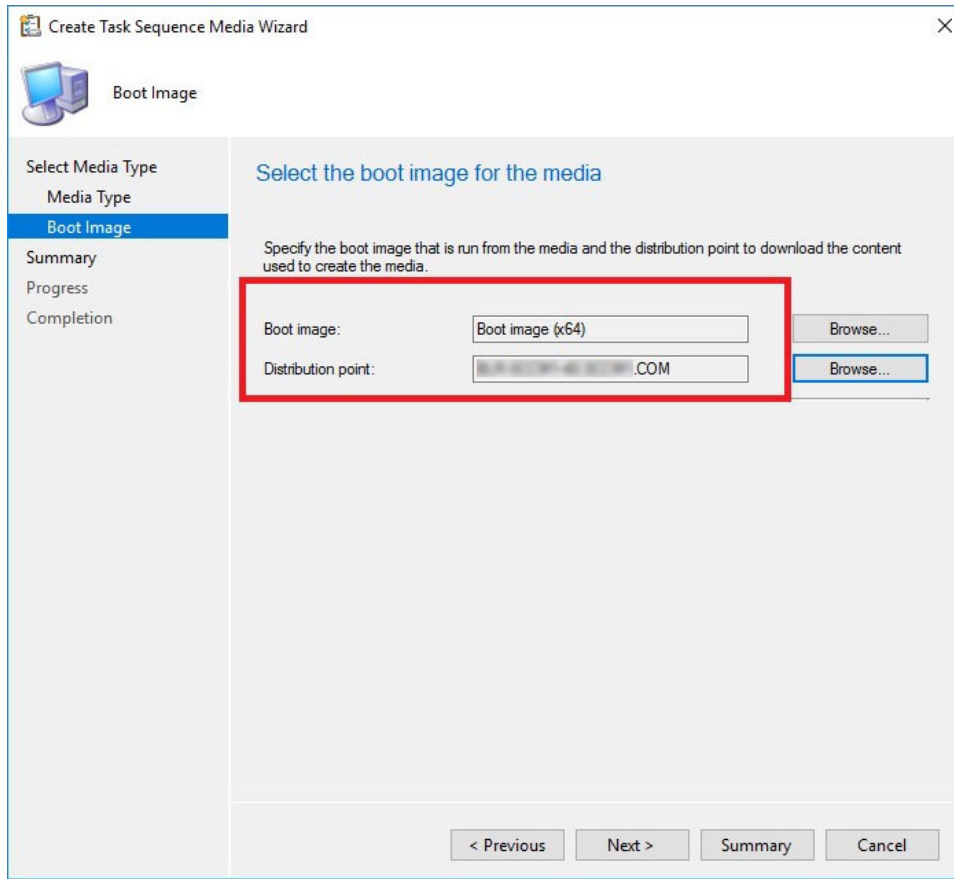 Create Task Sequence Media Wizard
Boot Image
Select Media Type
Media Type
Boot Image
Summary
Progress
Completion
Select the boot image for the media
Specify the boot image that is run from the media and the distribution point to download the content
used to create the media.
Boot image: Boot image (x64) Browse...
Distribution point: .COM Browse...
< Previous Next > Summary Cancel